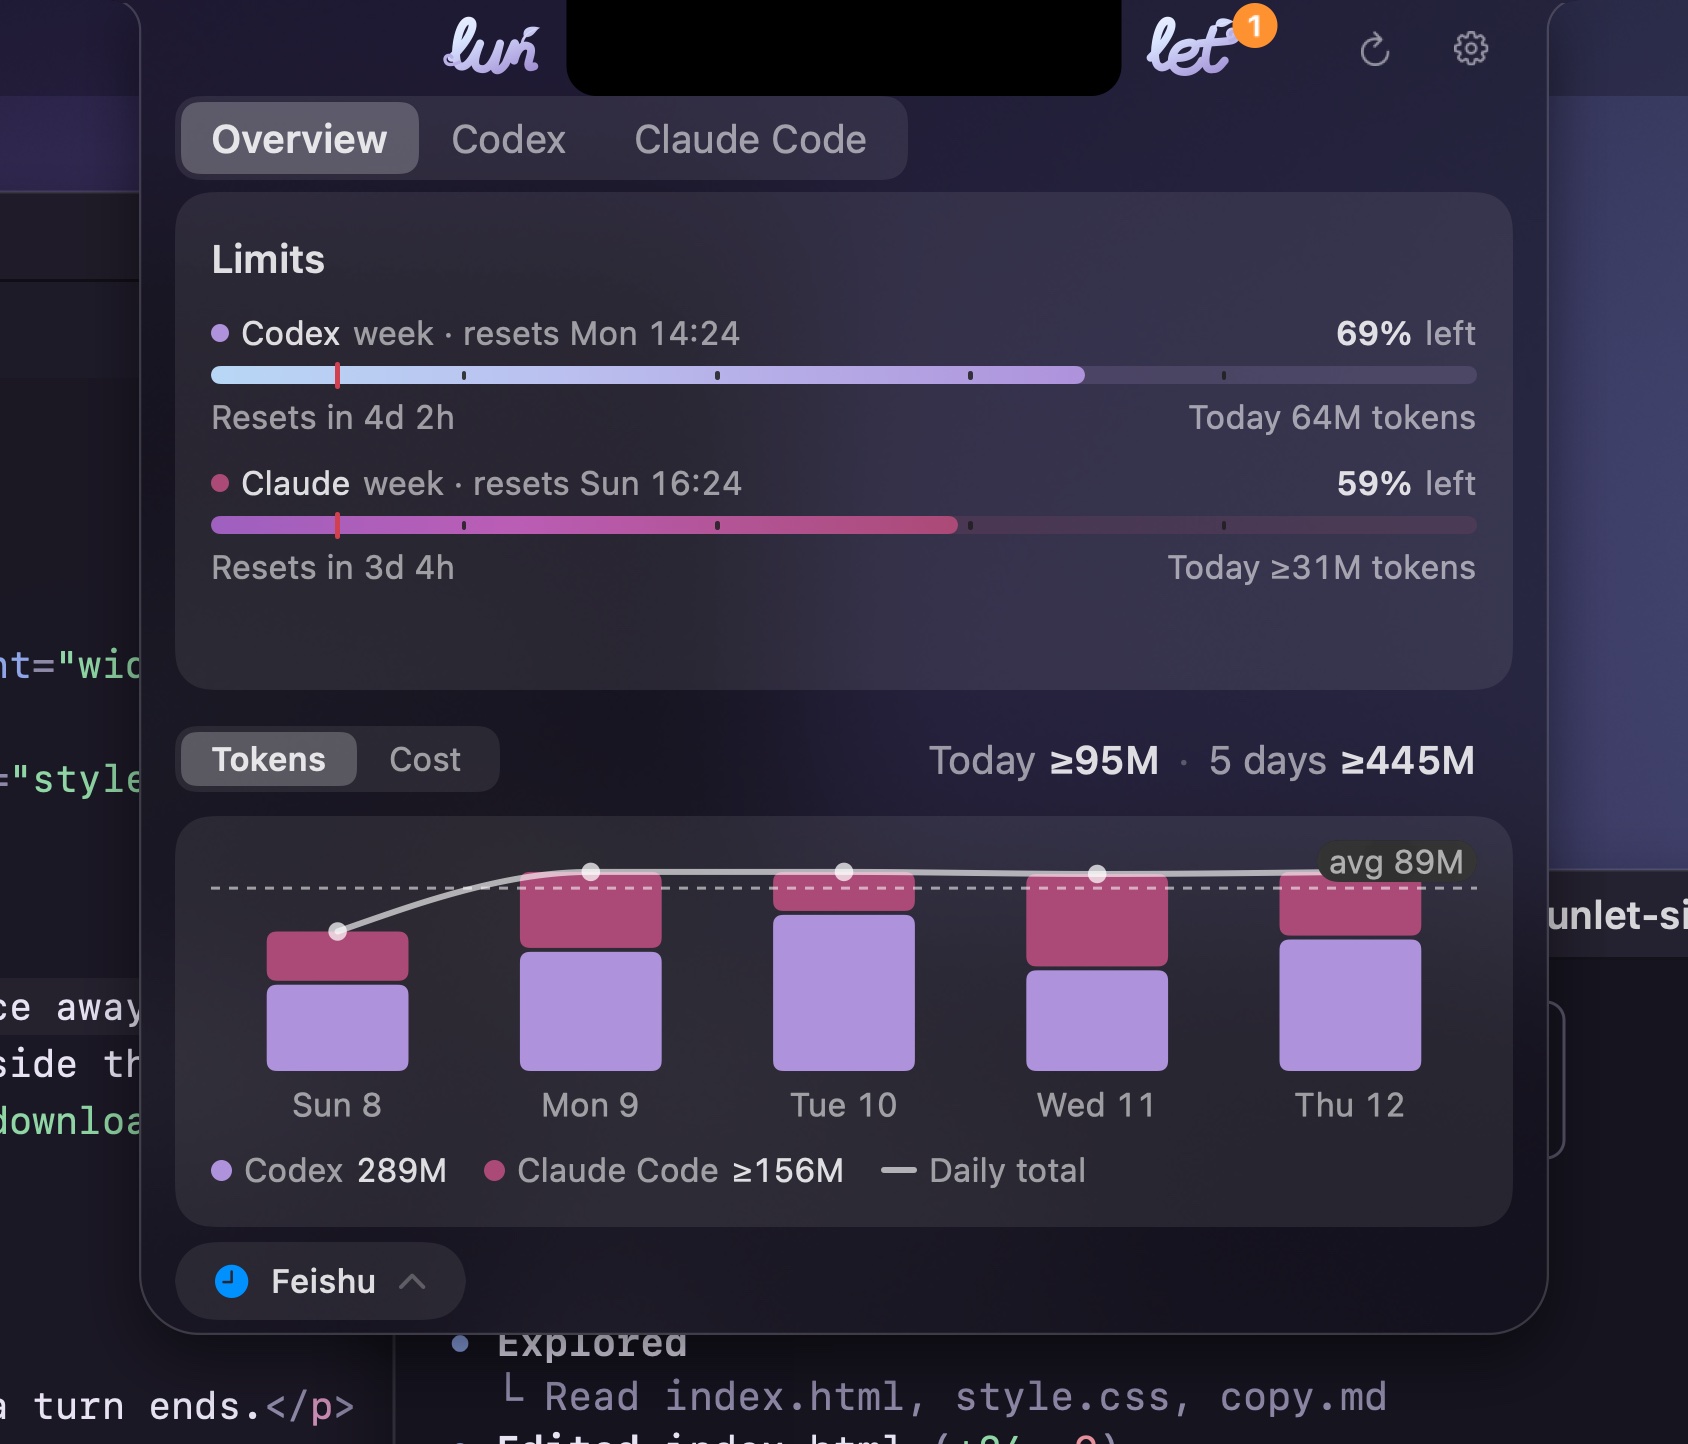 lun
let
1
Overview Codex Claude Code
Limits
Codex week · resets Mon 14:24 69% left
Resets in 4d 2h Today 64M tokens
Claude week · resets Sun 16:24 59% left
Resets in 3d 4h Today ≥31M tokens
Tokens Cost Today ≥95M · 5 days ≥445M
avg 89M
Sun 8 Mon 9 Tue 10 Wed 11 Thu 12
Codex 289M Claude Code ≥156M Daily total
Feishu
nt="wid
="style
ce away
side th
downloa
a turn ends.</p>
unlet-si
Explored
└ Read index.html, style.css, copy.md
Edited index.html